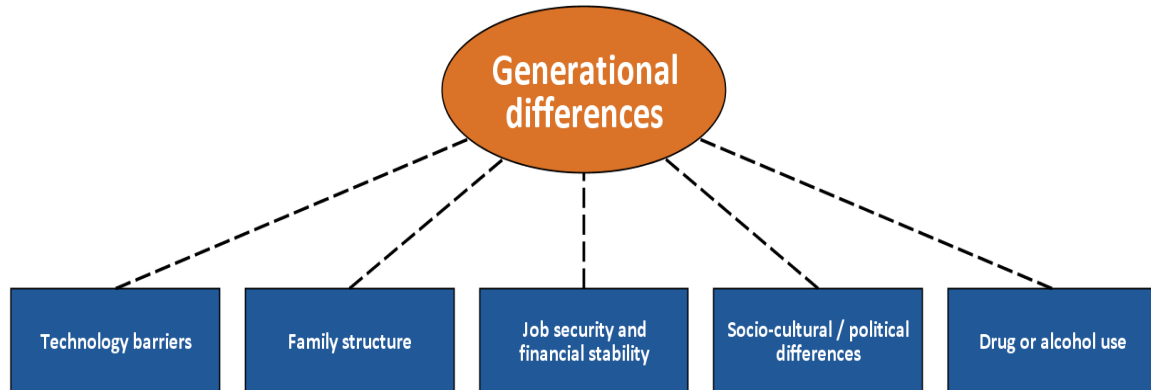 Generational
differences
Technology barriers
Family structure
Job security and
financial stability
Socio-cultural / political
differences
Drug or alcohol use